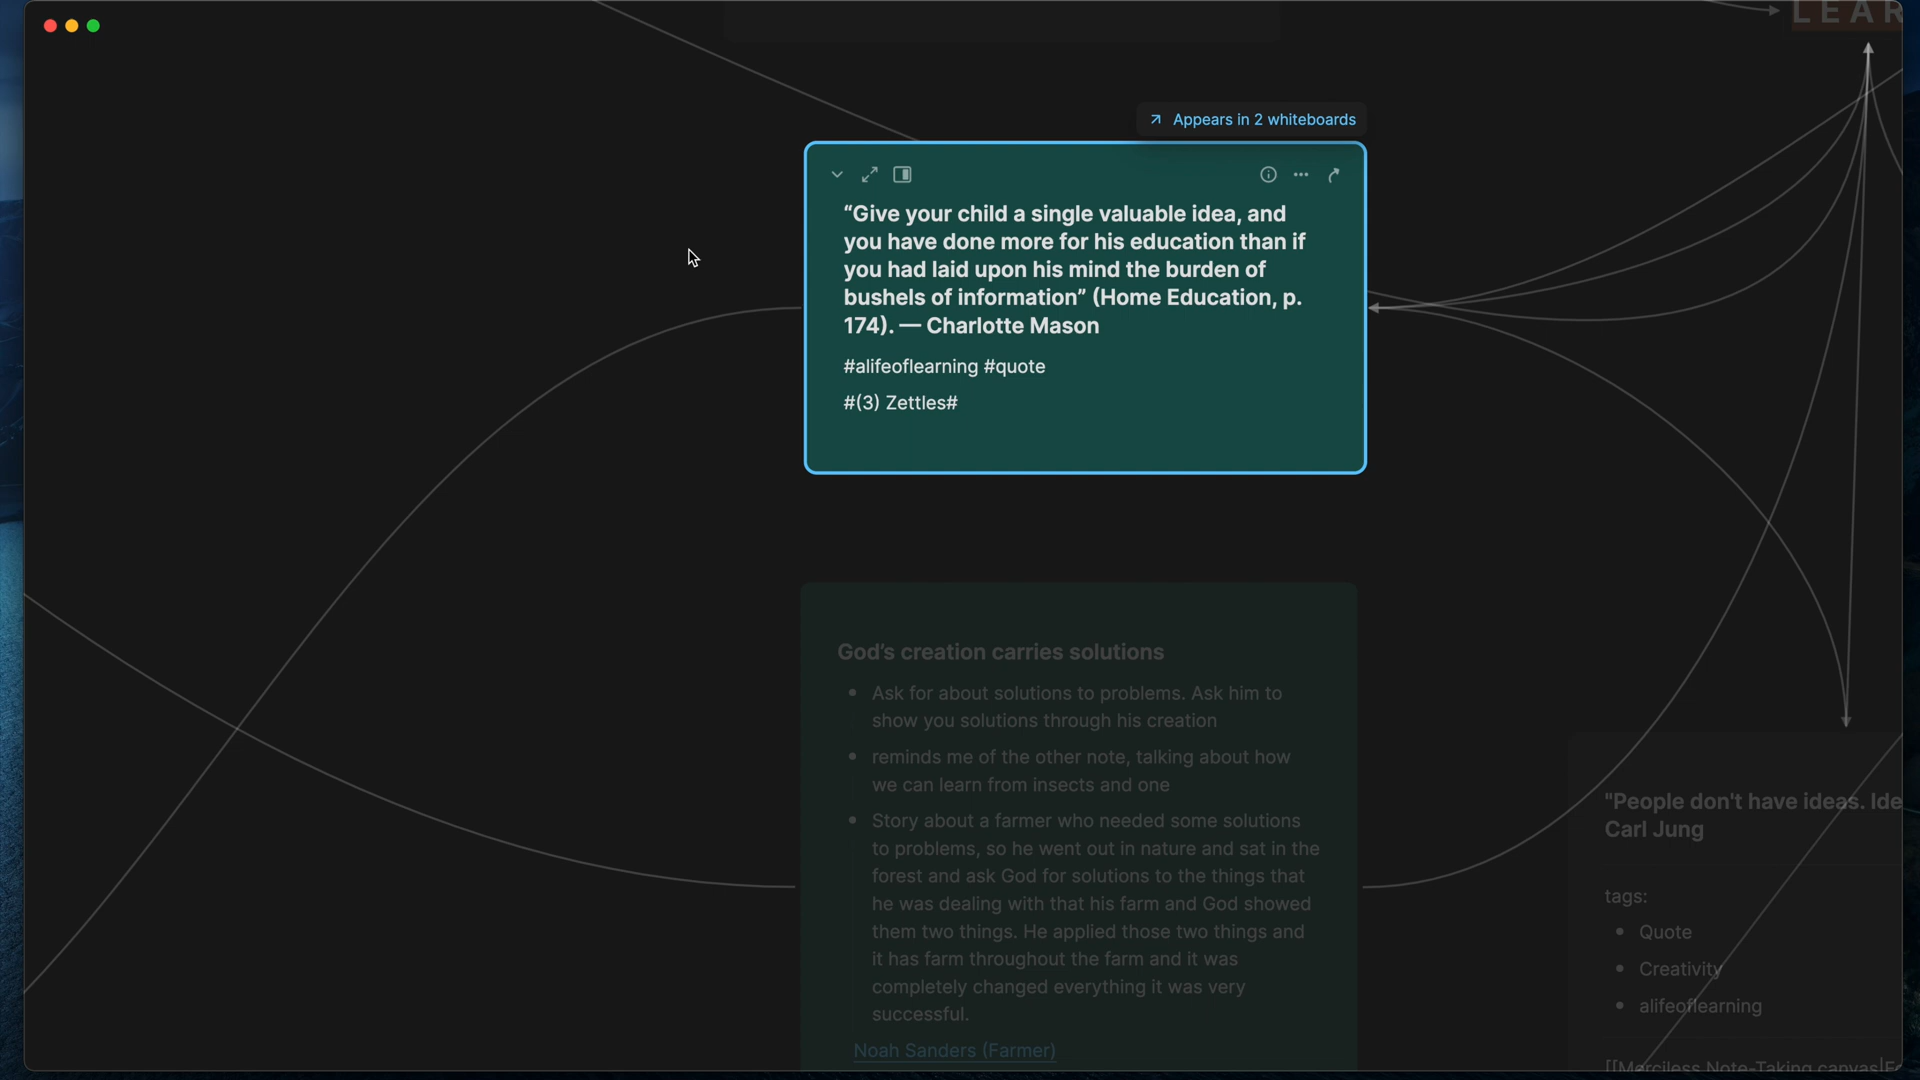 LEAR
Appears in 2 whiteboards
“Give your child a single valuable idea, and
you have done more for his education than if
you had laid upon his mind the burden of
bushels of information” (Home Education, p.
174). — Charlotte Mason
#alifeoflearning #quote
#(3) Zettles#
God’s creation carries solutions
Ask for about solutions to problems. Ask him to
show you solutions through his creation
reminds me of the other note, talking about how
we can learn from insects and one
Story about a farmer who needed some solutions
to problems, so he went out in nature and sat in the
forest and ask God for solutions to the things that
he was dealing with that his farm and God showed
them two things. He applied those two things and
it has farm throughout the farm and it was
completely changed everything it was very
successful.
Noah Sanders (Farmer)
"People don't have ideas. Ide
Carl Jung
tags:
Quote
Creativity
alifeoflearning
[[Merciless Note-Taking canvas|